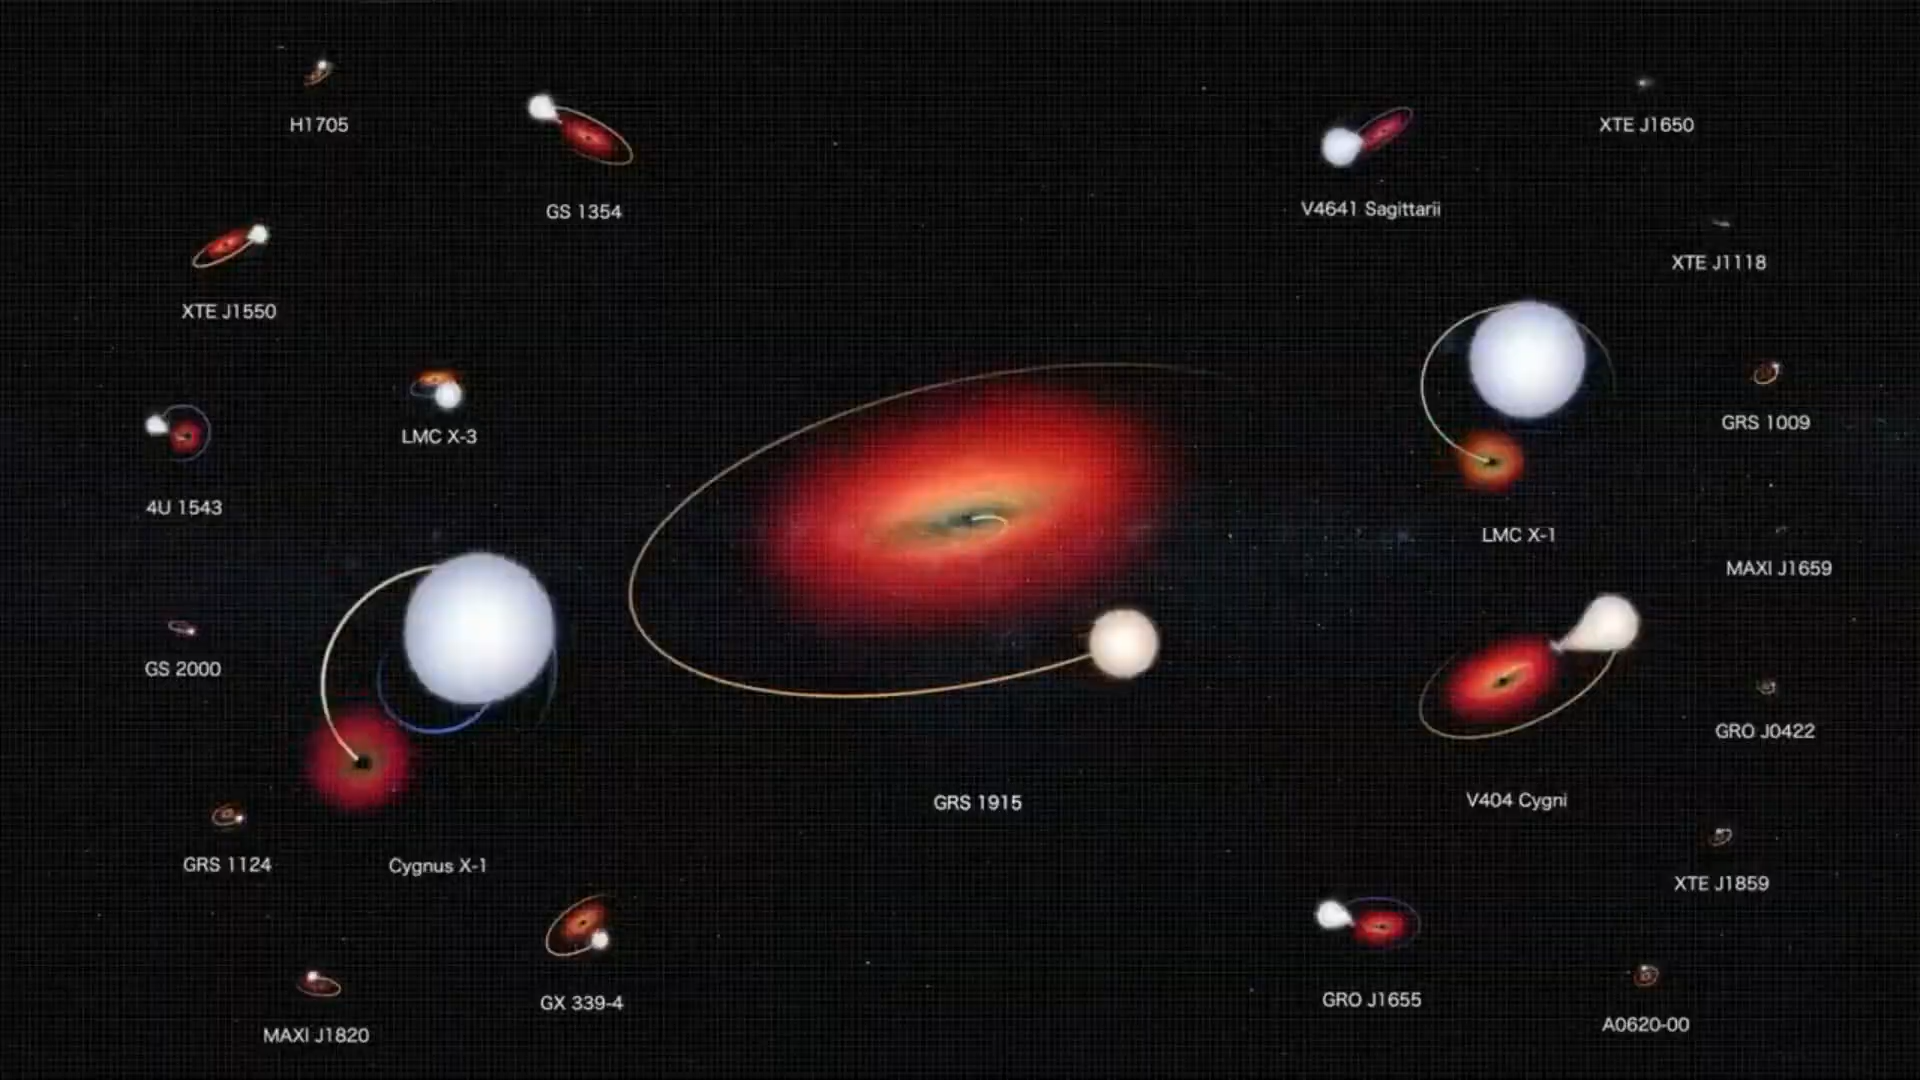 H1705
XTE J1650
GS 1354
V4641 Sagittarii
XTE J1118
XTE J1550
GRS 1009
LMC X-3
4U 1543
LMC X-1
MAXI J1659
GS 2000
GRO J0422
V404 Cygni
GRS 1915
GRS 1124
Cygnus X-1
XTE J1859
GRO J1655
GX 339-4
A0620-00
MAXI J1820